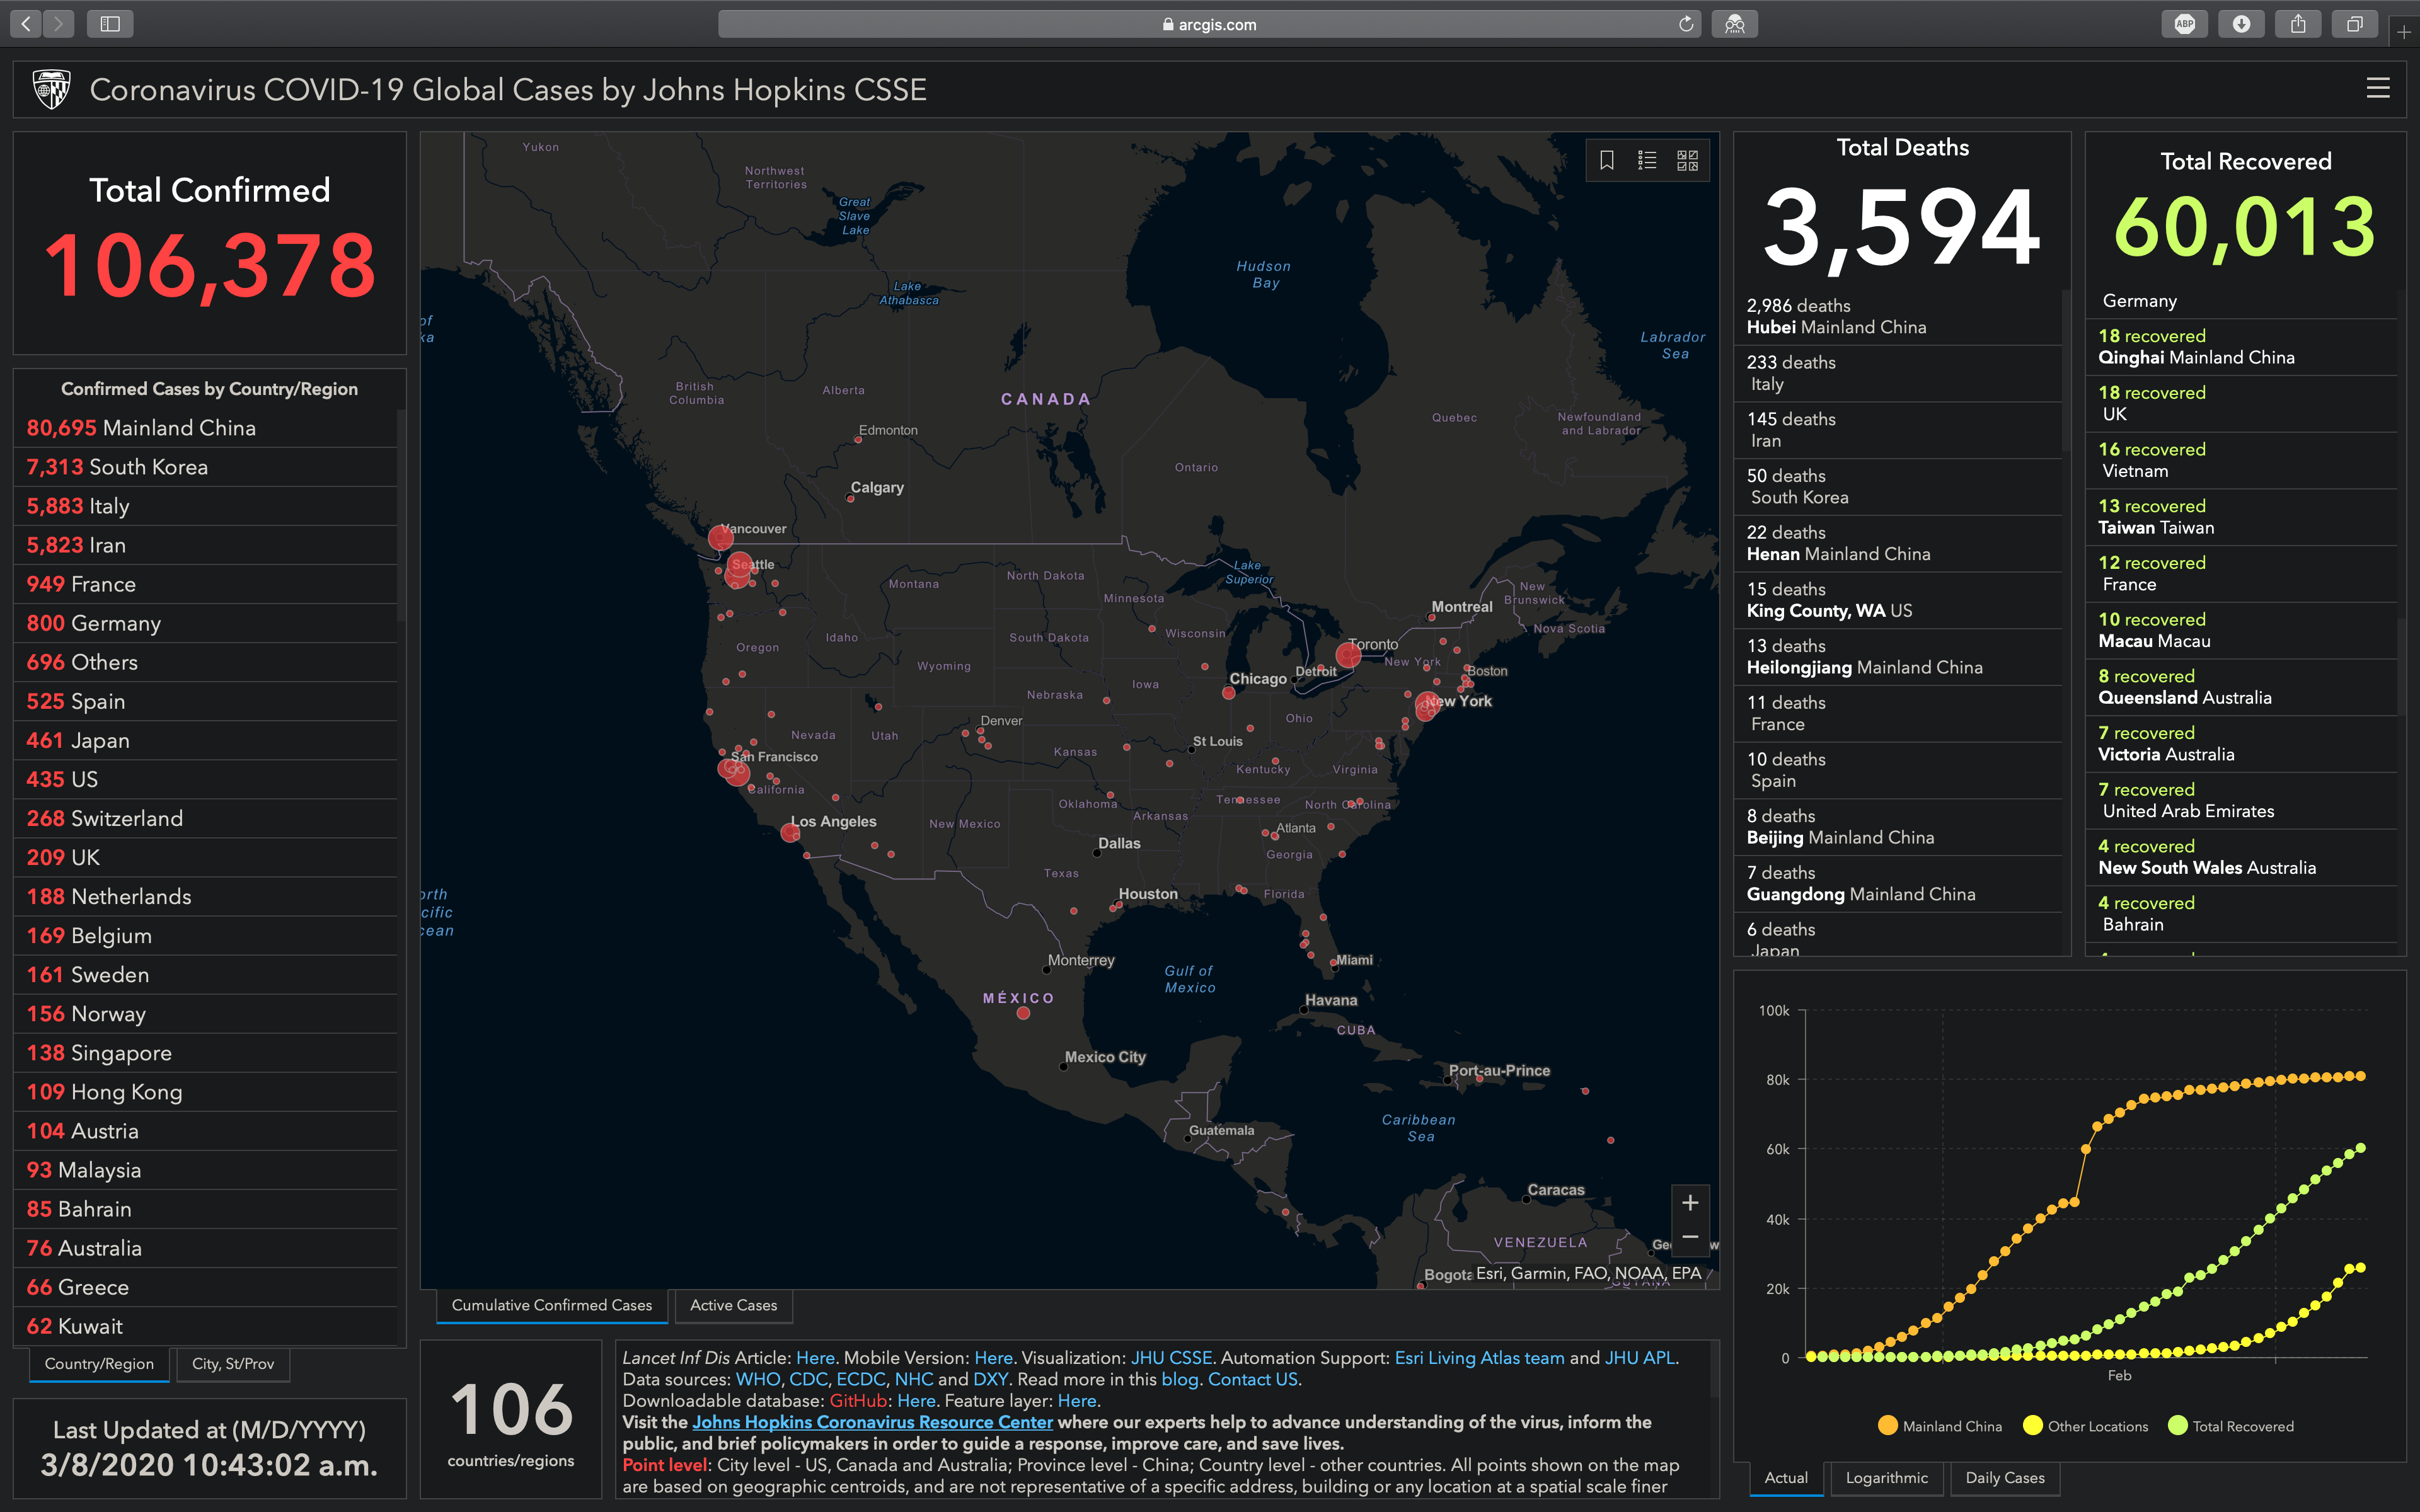 arcgis.com
ABP
Coronavirus COVID-19 Global Cases by Johns Hopkins CSSE
Total Confirmed
106,378
Confirmed Cases by Country/Region
80,695 Mainland China
7,313 South Korea
5,883 Italy
5,823 Iran
949 France
800 Germany
696 Others
525 Spain
461 Japan
435 US
268 Switzerland
209 UK
188 Netherlands
169 Belgium
161 Sweden
156 Norway
138 Singapore
109 Hong Kong
104 Austria
93 Malaysia
85 Bahrain
76 Australia
66 Greece
62 Kuwait
Country/Region
City, St/Prov
Last Updated at (M/D/YYYY)
3/8/2020 10:43:02 a.m.
Yukon
Northwest
Territories
Great
Slave
Lake
Lake
Athabasca
Hudson
Bay
Labrador
Sea
of
ka
British
Columbia
Alberta
CANADA
Edmonton
Quebec
Newfoundland
and Labrador
Ontario
Calgary
Vancouver
Seattle
Montana
North Dakota
Lake
Superior
Minnesota
New
Brunswick
Montreal
Nova Scotia
Oregon
Idaho
South Dakota
Wisconsin
Toronto
Wyoming
New York
Chicago
Detroit
Boston
Nebraska
Iowa
New York
Denver
Ohio
Nevada
Utah
Kansas
St Louis
San Francisco
Kentucky
Virginia
California
Oklahoma
Tennessee
North Carolina
Los Angeles
New Mexico
Arkansas
Atlanta
Dallas
Georgia
Texas
Houston
Florida
orth
cific
cean
Monterrey
Gulf of
Mexico
Miami
MÉXICO
Havana
CUBA
Mexico City
Port-au-Prince
Caribbean
Sea
Guatemala
Caracas
VENEZUELA
Bogota
Esri, Garmin, FAO, NOAA, EPA
GUYANA
Cumulative Confirmed Cases
Active Cases
106
countries/regions
Lancet Inf Dis Article: Here. Mobile Version: Here. Visualization: JHU CSSE. Automation Support: Esri Living Atlas team and JHU APL.
Data sources: WHO, CDC, ECDC, NHC and DXY. Read more in this blog. Contact US.
Downloadable database: GitHub: Here. Feature layer: Here.
Visit the Johns Hopkins Coronavirus Resource Center where our experts help to advance understanding of the virus, inform the
public, and brief policymakers in order to guide a response, improve care, and save lives.
Point level: City level - US, Canada and Australia; Province level - China; Country level - other countries. All points shown on the map
are based on geographic centroids, and are not representative of a specific address, building or any location at a spatial scale finer
Total Deaths
3,594
2,986 deaths
Hubei Mainland China
233 deaths
Italy
145 deaths
Iran
50 deaths
South Korea
22 deaths
Henan Mainland China
15 deaths
King County, WA US
13 deaths
Heilongjiang Mainland China
11 deaths
France
10 deaths
Spain
8 deaths
Beijing Mainland China
7 deaths
Guangdong Mainland China
6 deaths
Japan
Total Recovered
60,013
Germany
18 recovered
Qinghai Mainland China
18 recovered
UK
16 recovered
Vietnam
13 recovered
Taiwan Taiwan
12 recovered
France
10 recovered
Macau Macau
8 recovered
Queensland Australia
7 recovered
Victoria Australia
7 recovered
United Arab Emirates
4 recovered
New South Wales Australia
4 recovered
Bahrain
100k
80k
60k
40k
20k
0
Feb
Mainland China
Other Locations
Total Recovered
Actual
Logarithmic
Daily Cases